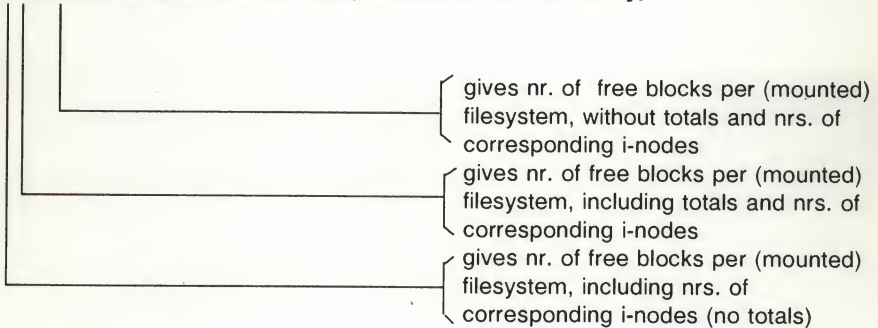 gives nr. of free blocks per (mounted)
filesystem, without totals and nrs. of
corresponding i-nodes
gives nr. of free blocks per (mounted)
filesystem, including totals and nrs. of
corresponding i-nodes
gives nr. of free blocks per (mounted)
filesystem, including nrs. of
corresponding i-nodes (no totals)